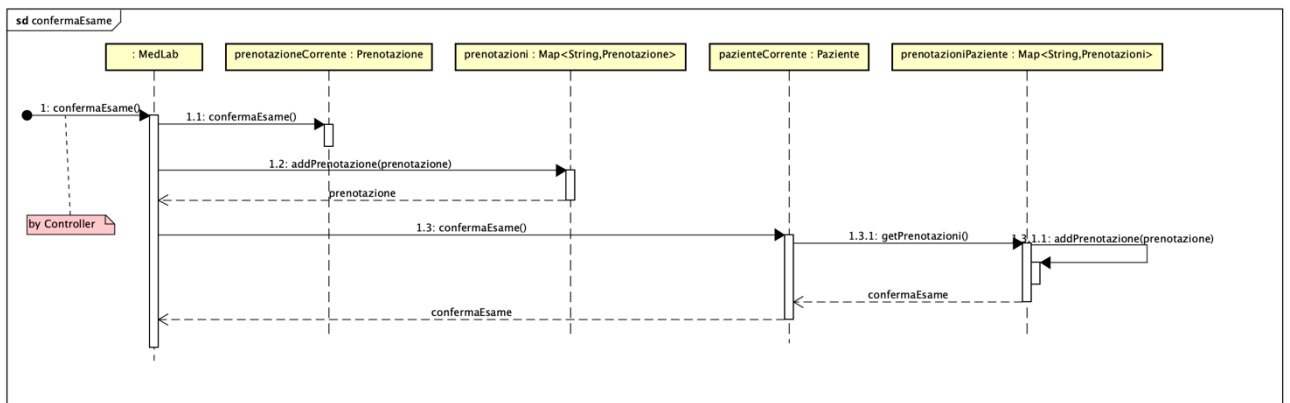 sd confermaEsame
: MedLab
prenotazioneCorrente : Prenotazione
prenotazioni : Map<String,Prenotazione>
pazienteCorrente : Paziente
prenotazioniPaziente : Map<String,Prenotazioni>
1: confermaEsame()
1.1: confermaEsame()
1.2: addPrenotazione(prenotazione)
prenotazione
by Controller
1.3: confermaEsame()
1.3.1: getPrenotazioni()
1.3.1.1: addPrenotazione(prenotazione)
confermaEsame
confermaEsame